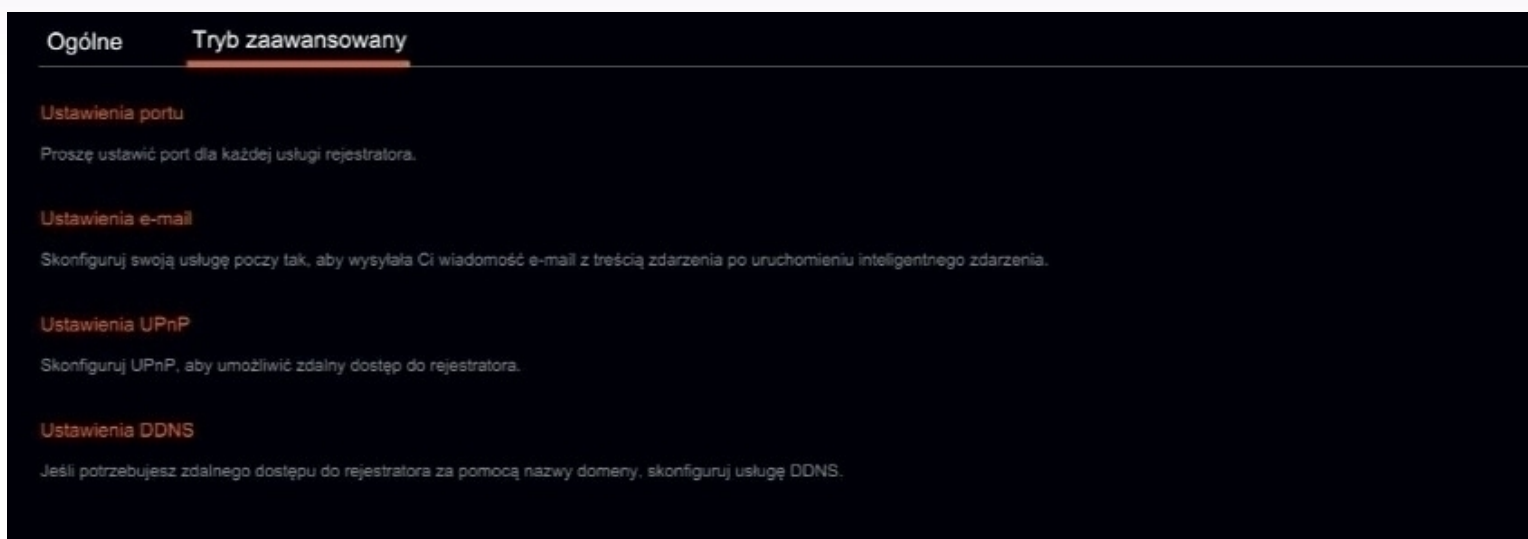 Ogólne Tryb zaawansowany
Ustawienia portu
Proszę ustawić port dla każdej usługi rejestratora.
Ustawienia e-mail
Skonfiguruj swoją usługę poczy tak, aby wysyłała Ci wiadomość e-mail z treścią zdarzenia po uruchomieniu inteligentnego zdarzenia.
Ustawienia UPnP
Skonfiguruj UPnP, aby umożliwić zdalny dostęp do rejestratora.
Ustawienia DDNS
Jeśli potrzebujesz zdalnego dostępu do rejestratora za pomocą nazwy domeny, skonfiguruj usługę DDNS.